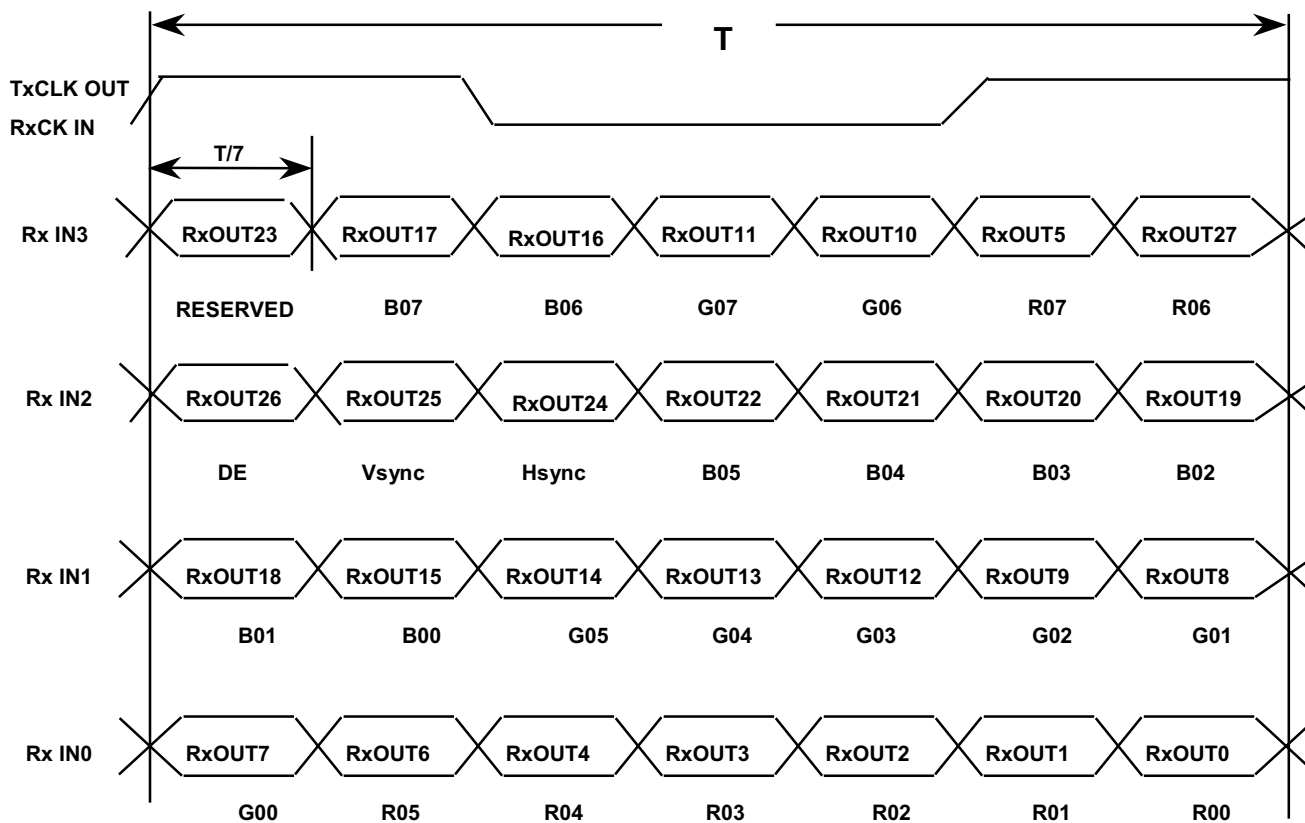 T
TxCLK OUT
RxCK IN
T/7
Rx IN3 RxOUT23 RxOUT17 RxOUT16 RxOUT11 RxOUT10 RxOUT5 RxOUT27
RESERVED B07 B06 G07 G06 R07 R06
Rx IN2 RxOUT26 RxOUT25 RxOUT24 RxOUT22 RxOUT21 RxOUT20 RxOUT19
DE Vsync Hsync B05 B04 B03 B02
Rx IN1 RxOUT18 RxOUT15 RxOUT14 RxOUT13 RxOUT12 RxOUT9 RxOUT8
B01 B00 G05 G04 G03 G02 G01
Rx IN0 RxOUT7 RxOUT6 RxOUT4 RxOUT3 RxOUT2 RxOUT1 RxOUT0
G00 R05 R04 R03 R02 R01 R00